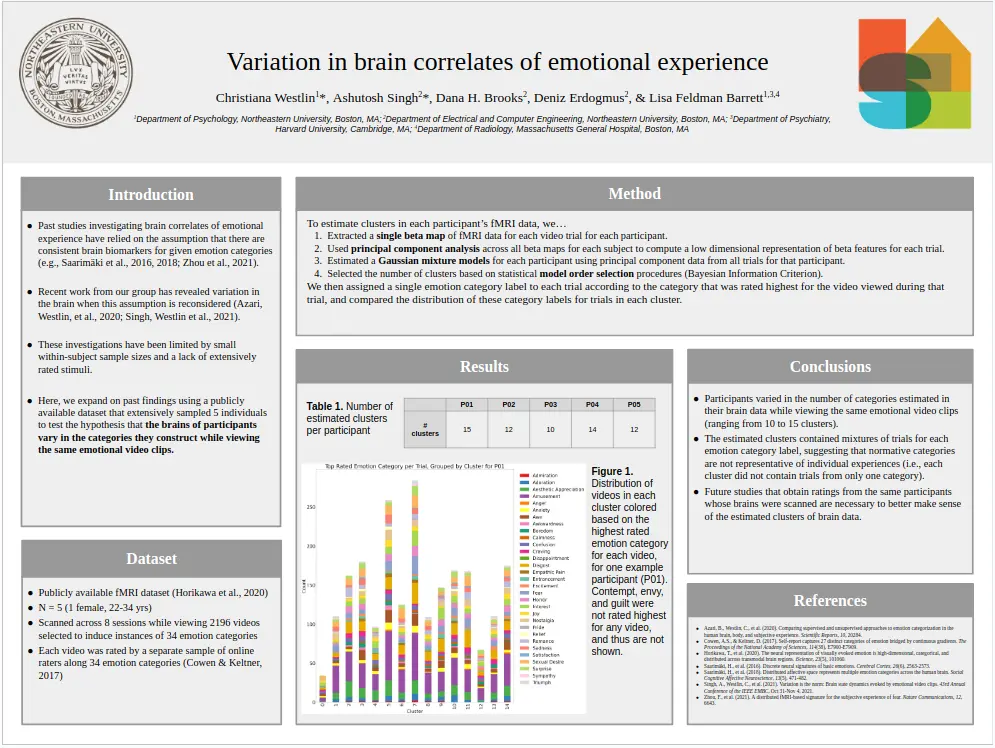 NORTHEASTERN UNIVERSITY
LVX VERITAS VIRTVS
BOSTON, MASSACHUSETTS
Variation in brain correlates of emotional experience
Christiana Westlin1*, Ashutosh Singh2*, Dana H. Brooks2, Deniz Erdogmus2, & Lisa Feldman Barrett1,3,4
1Department of Psychology, Northeastern University, Boston, MA; 2Department of Electrical and Computer Engineering, Northeastern University, Boston, MA; 3Department of Psychiatry,
Harvard University, Cambridge, MA; 4Department of Radiology, Massachusetts General Hospital, Boston, MA
Introduction
● Past studies investigating brain correlates of emotional
experience have relied on the assumption that there are
consistent brain biomarkers for given emotion categories
(e.g., Saarimäki et al., 2016, 2018; Zhou et al., 2021).
● Recent work from our group has revealed variation in
the brain when this assumption is reconsidered (Azari,
Westlin, et al., 2020; Singh, Westlin et al., 2021).
● These investigations have been limited by small
within-subject sample sizes and a lack of extensively
rated stimuli.
● Here, we expand on past findings using a publicly
available dataset that extensively sampled 5 individuals
to test the hypothesis that the brains of participants
vary in the categories they construct while viewing
the same emotional video clips.
Dataset
● Publicly available fMRI dataset (Horikawa et al., 2020)
● N = 5 (1 female, 22-34 yrs)
● Scanned across 8 sessions while viewing 2196 videos
selected to induce instances of 34 emotion categories
● Each video was rated by a separate sample of online
raters along 34 emotion categories (Cowen & Keltner,
2017)
Method
To estimate clusters in each participant's fMRI data, we…
1. Extracted a single beta map of fMRI data for each video trial for each participant.
2. Used principal component analysis across all beta maps for each subject to compute a low dimensional representation of beta features for each trial.
3. Estimated a Gaussian mixture models for each participant using principal component data from all trials for that participant.
4. Selected the number of clusters based on statistical model order selection procedures (Bayesian Information Criterion).
We then assigned a single emotion category label to each trial according to the category that was rated highest for the video viewed during that
trial, and compared the distribution of these category labels for trials in each cluster.
Results
Table 1. Number of
estimated clusters
per participant
P01 P02 P03 P04 P05
# clusters 15 12 10 14 12
Top Rated Emotion Category per Trial, Grouped by Cluster for P01
Count
250
200
150
100
50
0
0 1 2 3 4 5 6 7 8 9 10 11 12 13 14
Cluster
Admiration
Adoration
Aesthetic Appreciation
Amusement
Anger
Anxiety
Awe
Awkwardness
Boredom
Calmness
Confusion
Craving
Disappointment
Disgust
Empathic Pain
Entrancement
Excitement
Fear
Horror
Interest
Joy
Nostalgia
Pride
Relief
Romance
Sadness
Satisfaction
Sexual Desire
Surprise
Sympathy
Triumph
Figure 1.
Distribution of
videos in each
cluster colored
based on the
highest rated
emotion category
for each video,
for one example
participant (P01).
Contempt, envy,
and guilt were
not rated highest
for any video,
and thus are not
shown.
Conclusions
● Participants varied in the number of categories estimated in
their brain data while viewing the same emotional video clips
(ranging from 10 to 15 clusters).
● The estimated clusters contained mixtures of trials for each
emotion category label, suggesting that normative categories
are not representative of individual experiences (i.e., each
cluster did not contain trials from only one category).
● Future studies that obtain ratings from the same participants
whose brains were scanned are necessary to better make sense
of the estimated clusters of brain data.
References
● Azari, B., Westlin, C., et al. (2020). Comparing supervised and unsupervised approaches to emotion categorization in the
human brain, body, and subjective experience. Scientific Reports, 10, 20284.
● Cowen, A.S., & Keltner, D. (2017). Self-report captures 27 distinct categories of emotion bridged by continuous gradients. The
Proceedings of the National Academy of Sciences, 114(38), E7900-E7909.
● Horikawa, T., et al. (2020). The neural representation of visually evoked emotion is high-dimensional, categorical, and
distributed across transmodal brain regions. iScience, 23(5), 101060.
● Saarimäki, H., et al. (2016). Discrete neural signatures of basic emotions. Cerebral Cortex, 26(6), 2563-2573.
● Saarimäki, H., et al. (2018). Distributed affective space represents multiple emotion categories across the human brain. Social
Cognitive Affective Neuroscience, 13(5), 471-482.
● Singh, A., Westlin, C., et al. (2021). Variation is the norm: Brain state dynamics evoked by emotional video clips. 43rd Annual
Conference of the IEEE EMBC, Oct 31-Nov 4, 2021.
● Zhou, F., et al. (2021). A distributed fMRI-based signature for the subjective experience of fear. Nature Communications, 12,
6643.